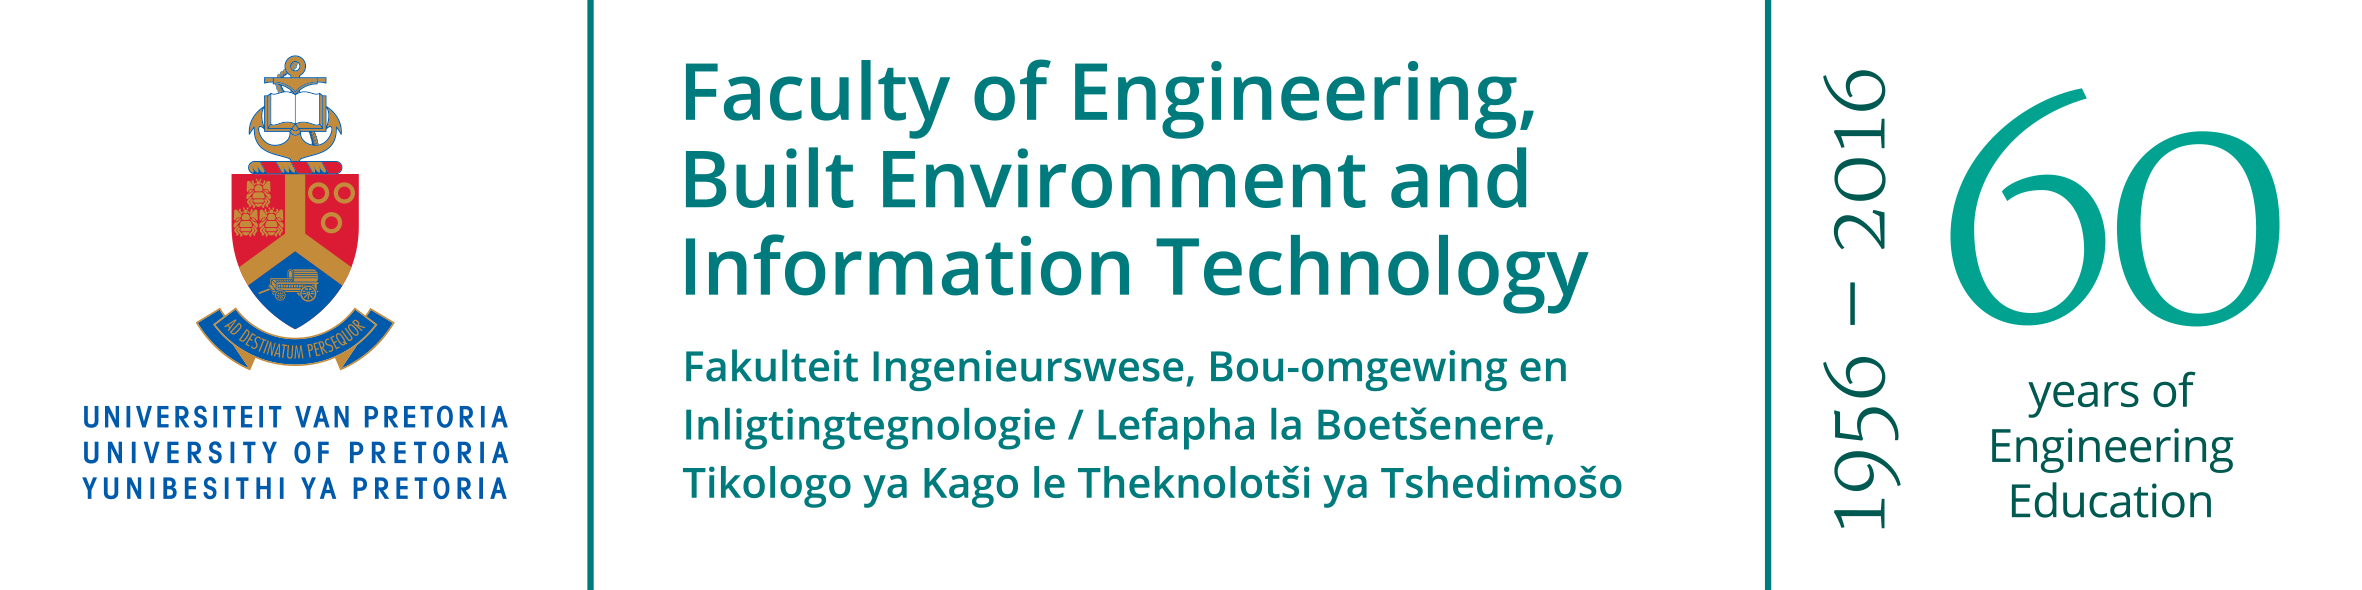 AD DESTINATUM PERSEQUOR
UNIVERSITEIT VAN PRETORIA
UNIVERSITY OF PRETORIA
YUNIBESITHI YA PRETORIA
Faculty of Engineering,
Built Environment and
Information Technology
Fakulteit Ingenieurswese, Bou-omgewing en
Inligtingtegnologie / Lefapha la Boetšenere,
Tikologo ya Kago le Theknolotši ya Tshedimošo
1956 – 2016
60
years of
Engineering
Education